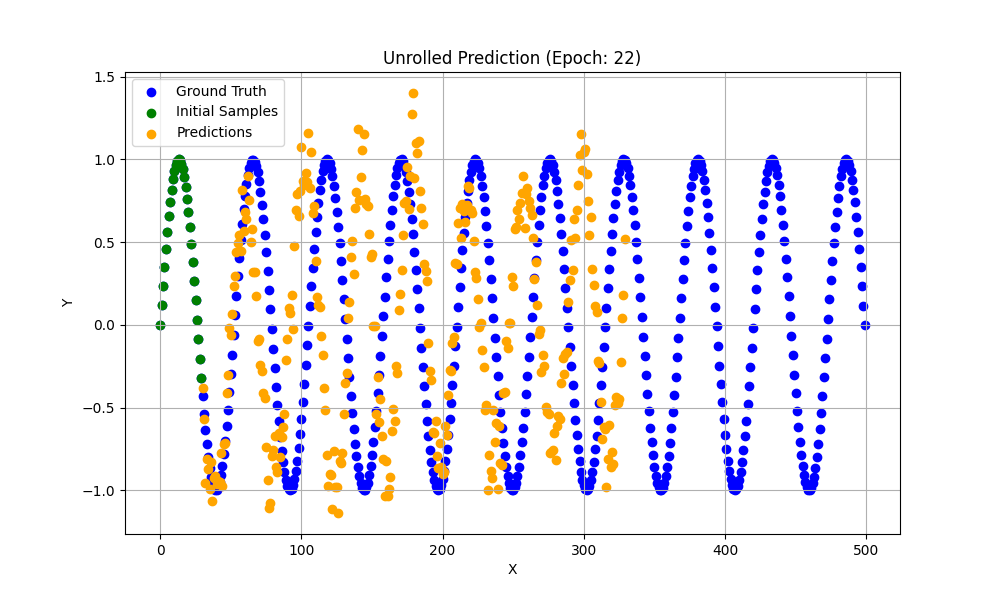 Unrolled Prediction (Epoch: 22)
Ground Truth
Initial Samples
Predictions
1.5
1.0
0.5
0.0
−0.5
−1.0
Y
0 100 200 300 400 500
X